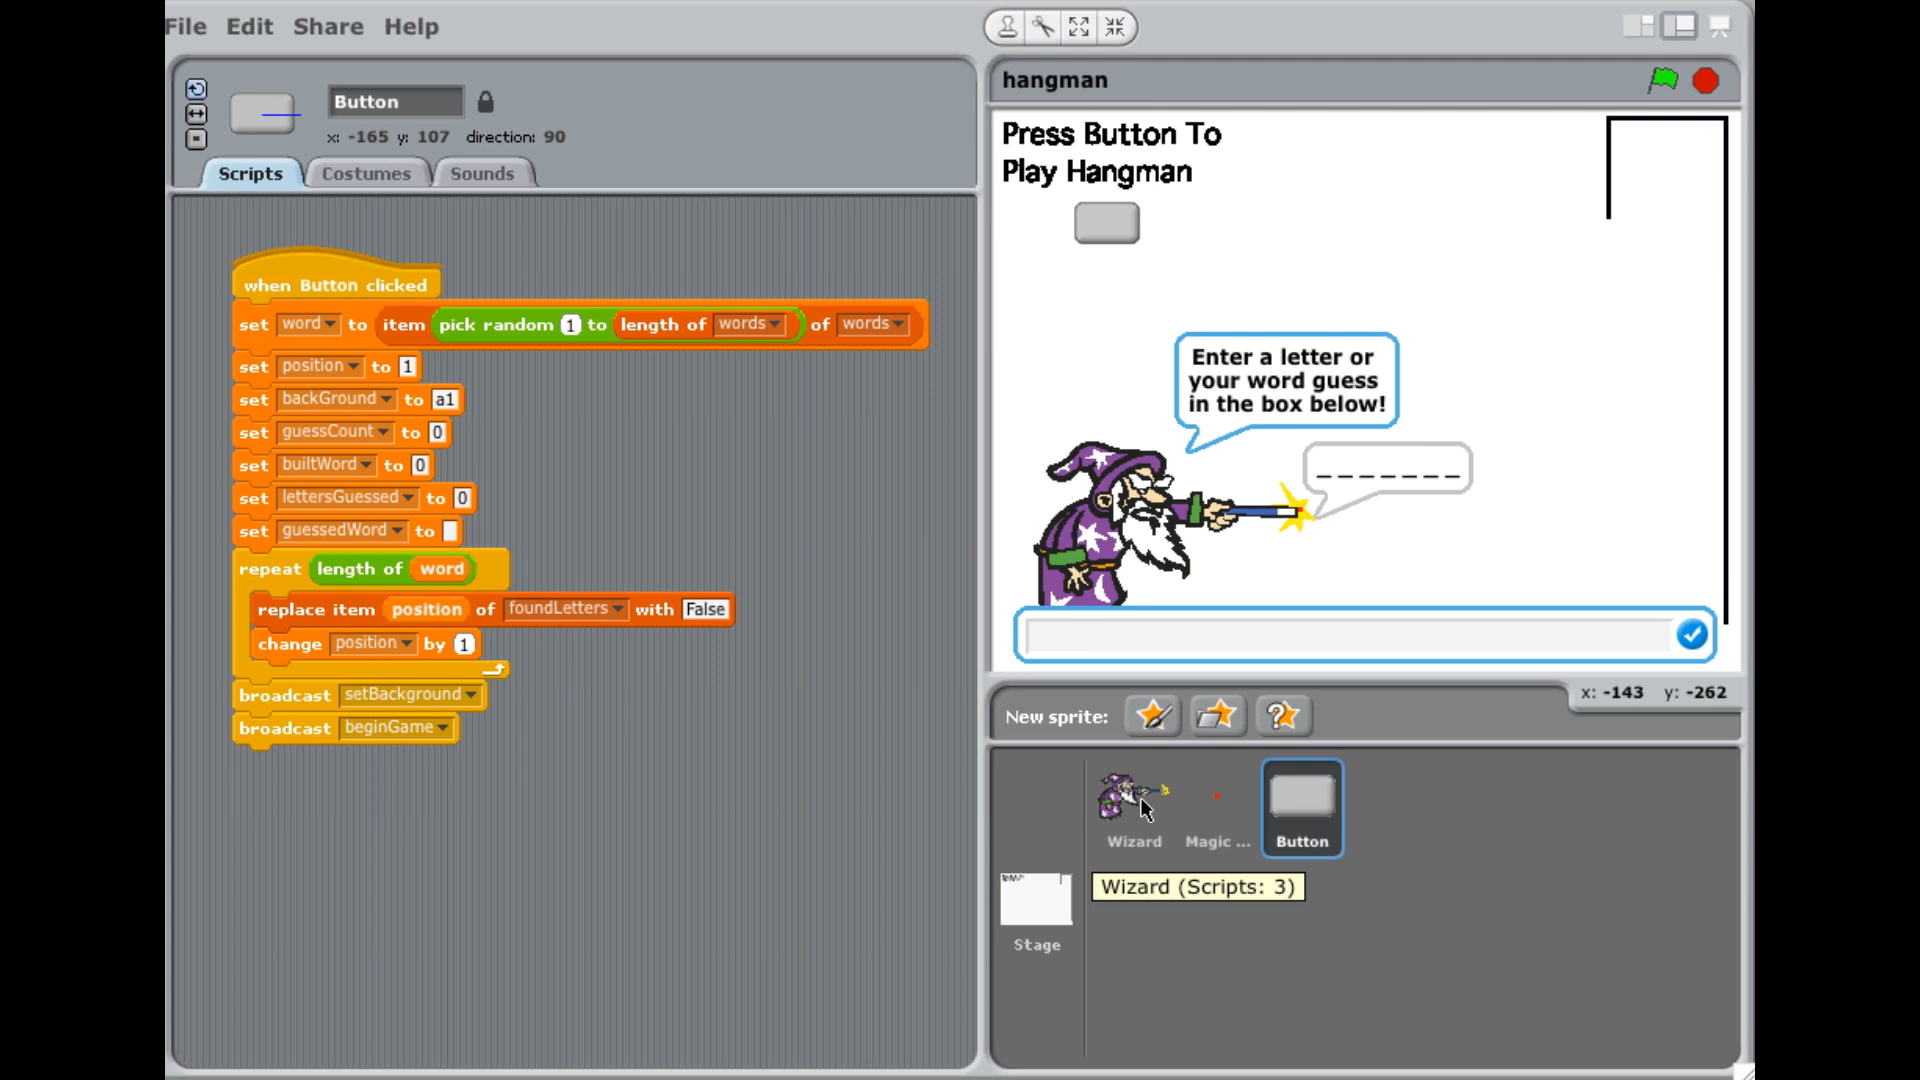 File Edit Share Help
Button
x: -165 y: 107 direction: 90
Scripts Costumes Sounds
when Button clicked
set word to item pick random 1 to length of words of words
set position to 1
set backGround to a1
set guessCount to 0
set builtWord to 0
set lettersGuessed to 0
set guessedWord to
repeat length of word
replace item position of foundLetters with False
change position by 1
broadcast setBackground
broadcast beginGame
hangman
Press Button To
Play Hangman
Enter a letter or
your word guess
in the box below!
_ _ _ _ _ _ _
x: -143 y: -262
New sprite:
Wizard Magic ... Button
Wizard (Scripts: 3)
Stage